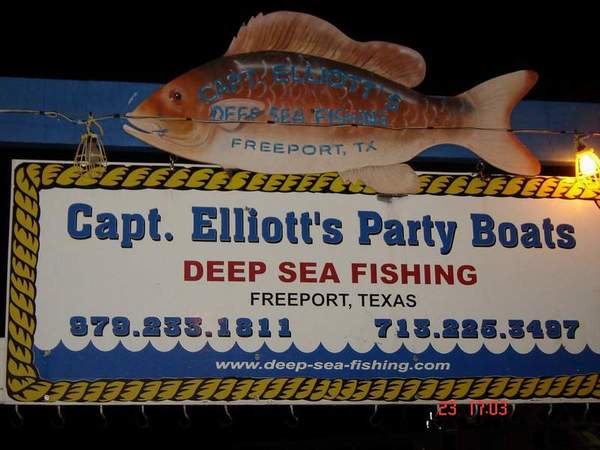 CAPT. ELLIOTT'S
DEEP SEA FISHING
FREEPORT, TX
Capt. Elliott's Party Boats
DEEP SEA FISHING
FREEPORT, TEXAS
979.233.1811 713.225.3497
www.deep-sea-fishing.com
23 17:03